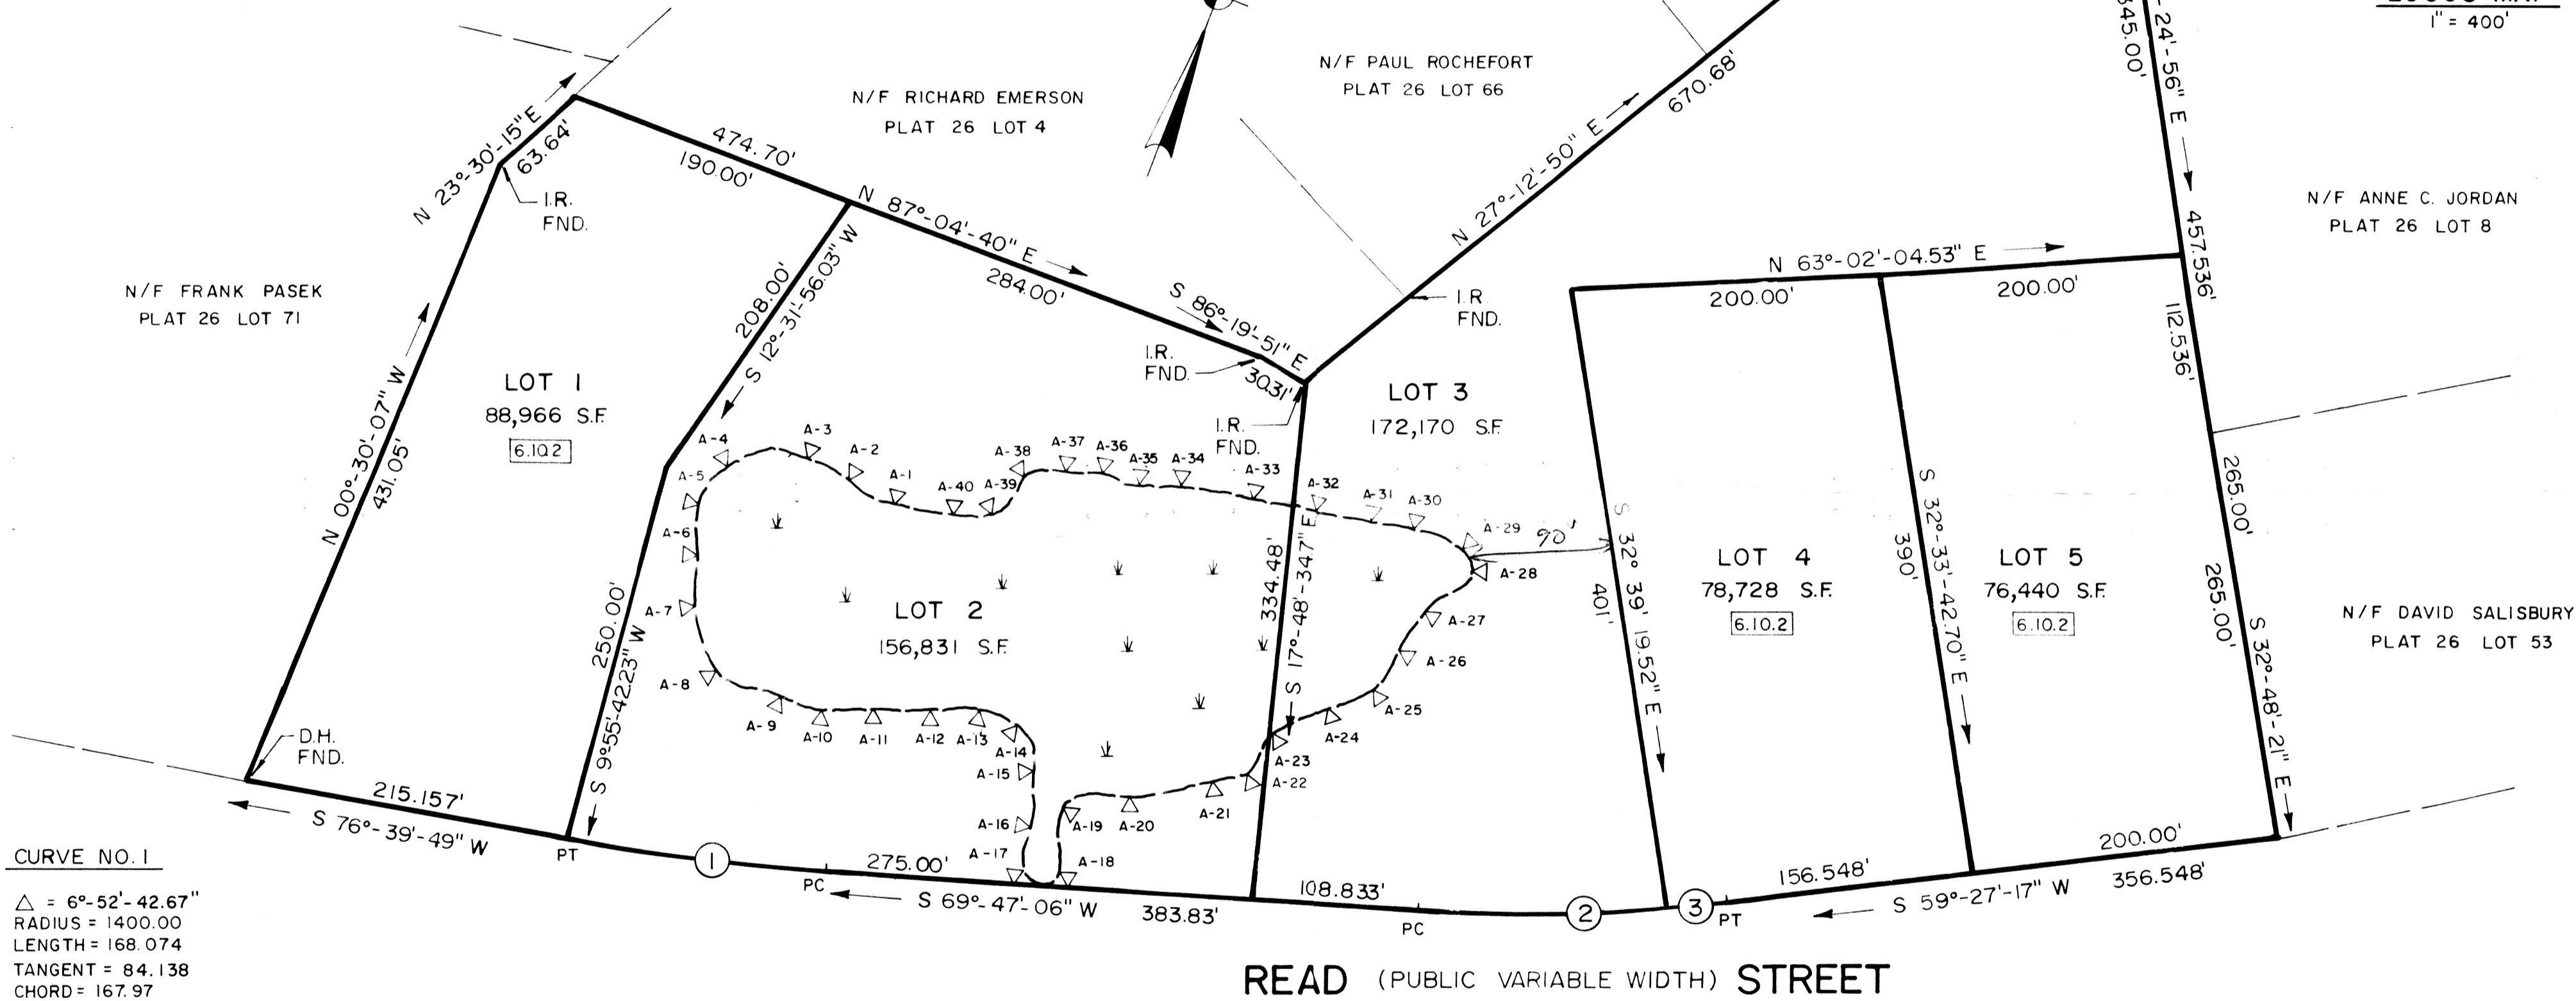 1" = 400'
345.00'
24'-56" E
N/F PAUL ROCHEFORT
PLAT 26 LOT 66
670.68'
N/F RICHARD EMERSON
PLAT 26 LOT 4
N 23°-30'-15" E
63.64'
474.70'
190.00'
I.R.
FND.
N 87°-04'-40" E
284.00'
N 27°-12'-50" E
N/F ANNE C. JORDAN
PLAT 26 LOT 8
457.536'
N 63°-02'-04.53" E
200.00'
200.00'
N/F FRANK PASEK
PLAT 26 LOT 71
208.00'
S 12°-31'-56.03" W
S 86°-19'-51" E
30.31'
I.R.
FND.
I.R.
FND.
I.R.
FND.
112.536'
LOT 1
88,966 S.F.
6.10.2
N 00°-30'-07" W
431.05'
LOT 3
172,170 S.F.
A-4
A-3
A-2
A-1
A-40
A-39
A-38
A-37
A-36
A-35
A-34
A-33
A-32
A-31
A-30
A-29
90'
A-28
A-5
A-6
A-7
A-8
A-27
A-26
A-25
A-24
A-23
A-22
LOT 2
156,831 S.F.
334.48'
S 17°-48'-34.7" E
S 32° 39' 19.52" E
401'
LOT 4
78,728 S.F.
6.10.2
390'
S 32°-33'-42.70" E
LOT 5
76,440 S.F.
6.10.2
265.00'
265.00'
S 32°-48'-21" E
N/F DAVID SALISBURY
PLAT 26 LOT 53
250.00'
S 9°55'-42.23" W
A-9
A-10
A-11
A-12
A-13
A-14
A-15
A-16
A-17
A-18
A-19
A-20
A-21
D.H.
FND.
215.157'
S 76°-39'-49" W
PT
1
PC
275.00'
S 69°-47'-06" W
383.83'
108.833'
PC
2
3
PT
156.548'
S 59°-27'-17" W
200.00'
356.548'
CURVE NO. 1
△ = 6°-52'-42.67"
RADIUS = 1400.00
LENGTH = 168.074
TANGENT = 84.138
CHORD = 167.97
READ (PUBLIC VARIABLE WIDTH) STREET